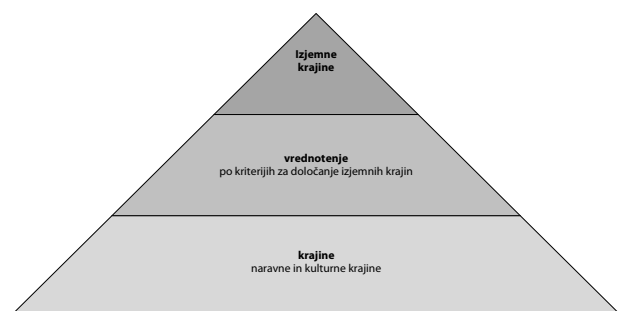 Izjemne
krajine
vrednotenje
po kriterijih za določanje izjemnih krajin
krajine
naravne in kulturne krajine